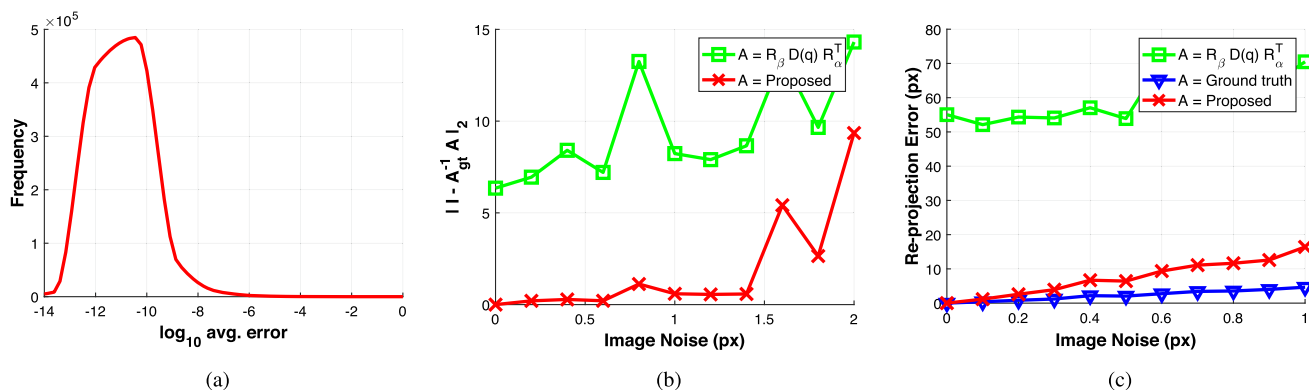 ×10⁵
5
4
3
2
1
0
Frequency
-14 -12 -10 -8 -6 -4 -2 0
log₁₀ avg. error
(a)
15
10
5
0
| I - A_gt^-1 A |₂
A = R_β D(q) R_α^T
A = Proposed
0 0.5 1 1.5 2
Image Noise (px)
(b)
80
70
60
50
40
30
20
10
0
Re-projection Error (px)
A = R_β D(q) R_α^T
A = Ground truth
A = Proposed
0 0.2 0.4 0.6 0.8 1
Image Noise (px)
(c)